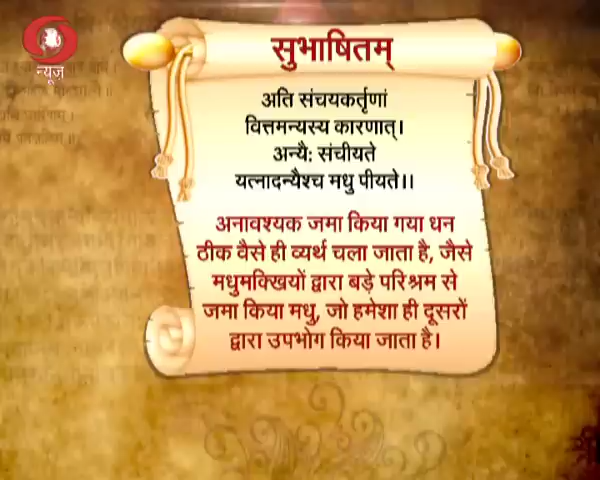 न्यूज़
सुभाषितम्
अति संचयकर्तृणां
वित्तमन्यस्य कारणात्।
अन्यैः संचीयते
यत्नादन्यैश्च मधु पीयते।।
अनावश्यक जमा किया गया धन
ठीक वैसे ही व्यर्थ चला जाता है, जैसे
मधुमक्खियों द्वारा बड़े परिश्रम से
जमा किया मधु, जो हमेशा ही दूसरों
द्वारा उपभोग किया जाता है।